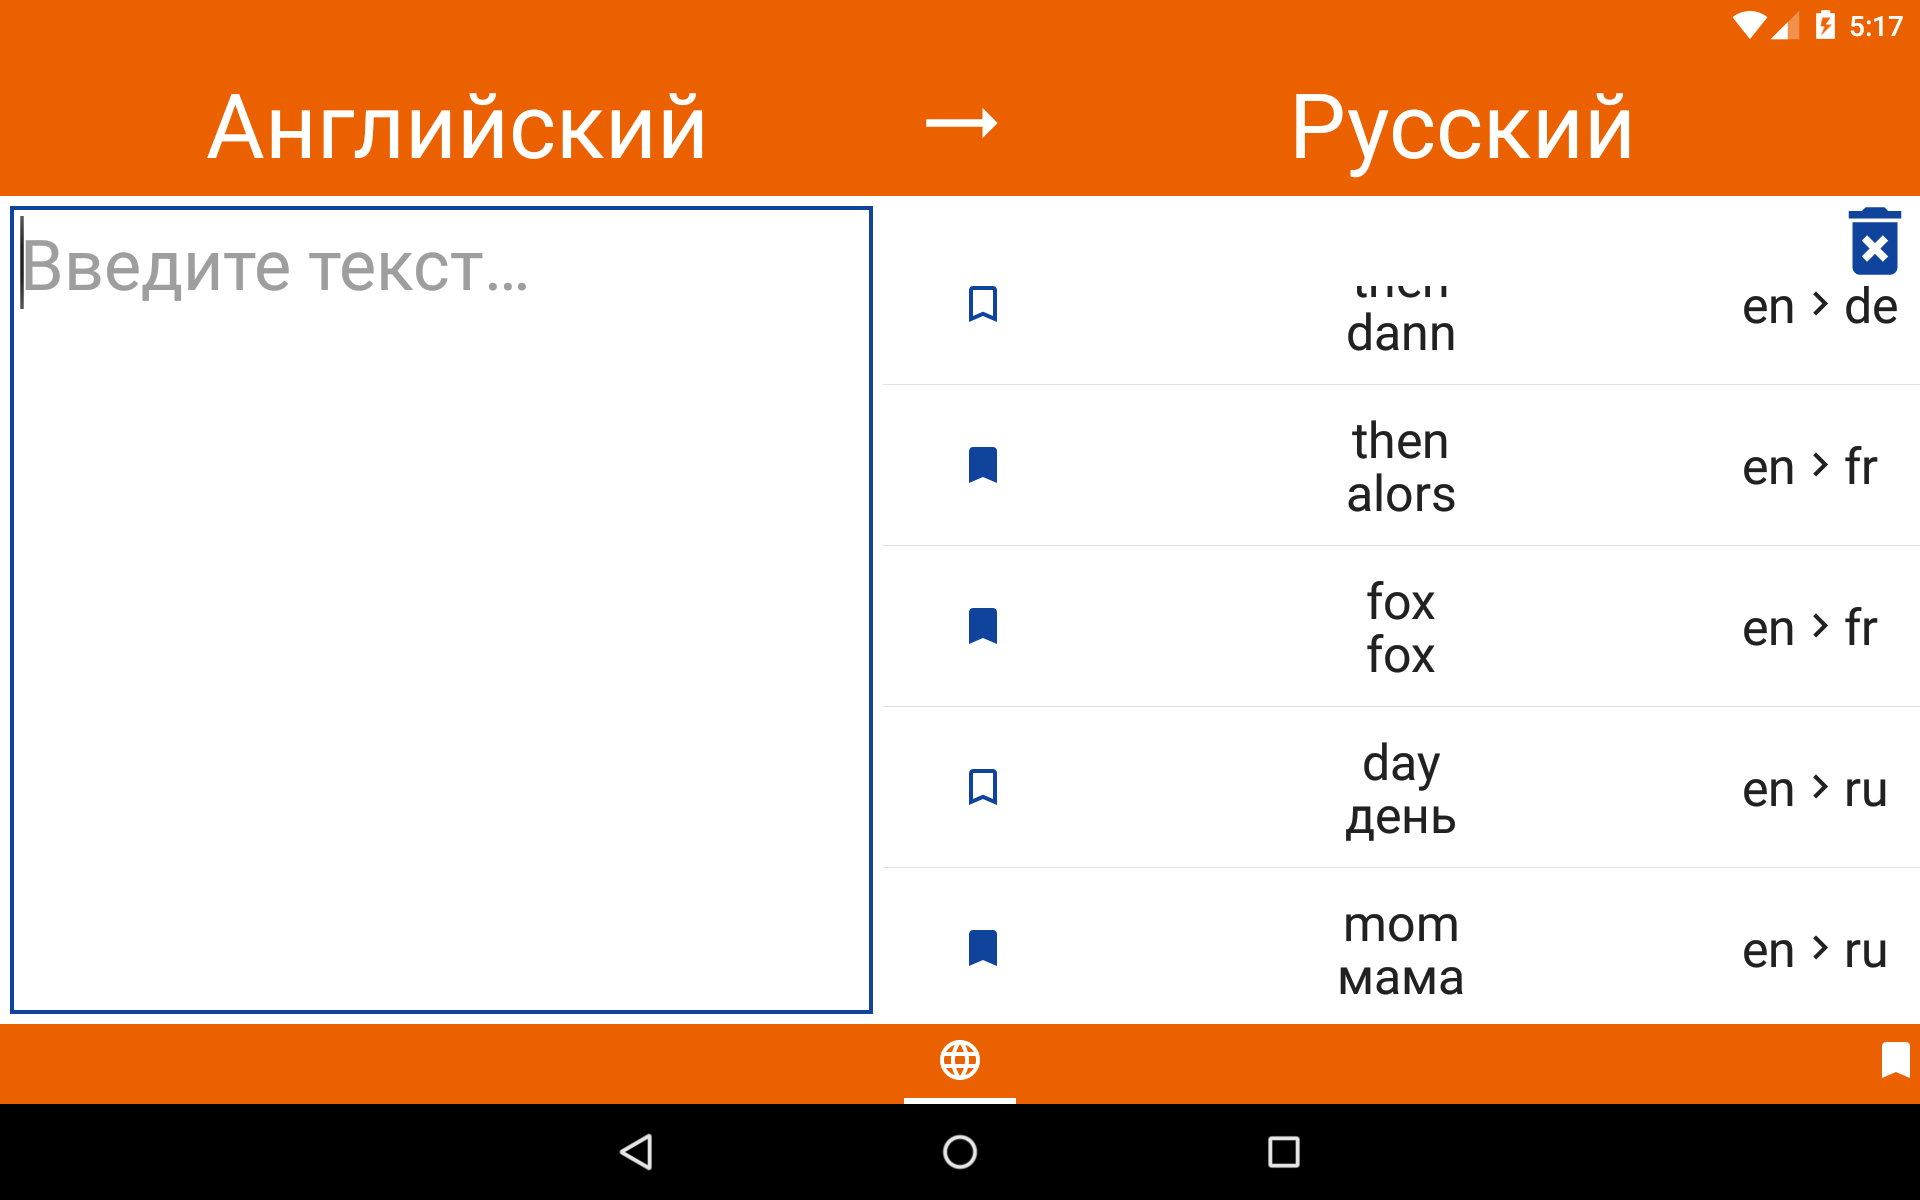 5:17
Английский
Русский
Введите текст...
dann
en > de
then
alors
en > fr
fox
fox
en > fr
day
день
en > ru
mom
мама
en > ru